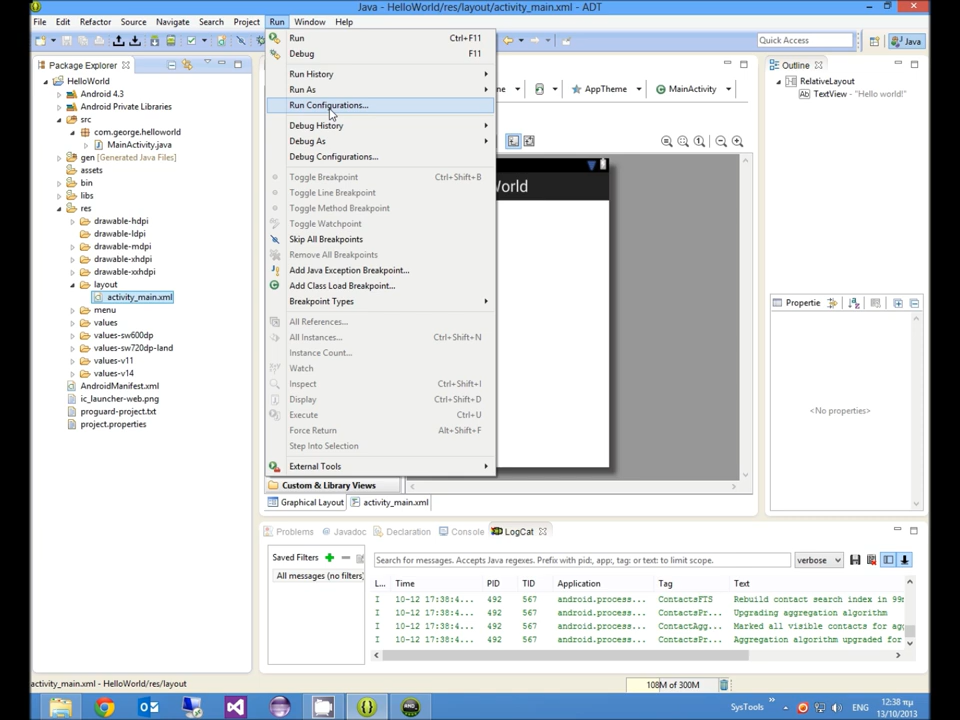 Java - HelloWorld/res/layout/activity_main.xml - ADT
File Edit Refactor Source Navigate Search Project Run Window Help
Quick Access
Java
Package Explorer
HelloWorld
Android 4.3
Android Private Libraries
src
com.george.helloworld
MainActivity.java
gen [Generated Java Files]
assets
bin
libs
res
drawable-hdpi
drawable-ldpi
drawable-mdpi
drawable-xhdpi
drawable-xxhdpi
layout
activity_main.xml
menu
values
values-sw600dp
values-sw720dp-land
values-v11
values-v14
AndroidManifest.xml
ic_launcher-web.png
proguard-project.txt
project.properties
Run Ctrl+F11
Debug F11
Run History
Run As
Run Configurations...
Debug History
Debug As
Debug Configurations...
Toggle Breakpoint Ctrl+Shift+B
Toggle Line Breakpoint
Toggle Method Breakpoint
Toggle Watchpoint
Skip All Breakpoints
Remove All Breakpoints
Add Java Exception Breakpoint...
Add Class Load Breakpoint...
Breakpoint Types
All References...
All Instances... Ctrl+Shift+N
Instance Count...
Watch
Inspect Ctrl+Shift+I
Display Ctrl+Shift+D
Execute Ctrl+U
Force Return Alt+Shift+F
Step Into Selection
External Tools
AppTheme
MainActivity
World
Custom & Library Views
Graphical Layout activity_main.xml
Outline
RelativeLayout
TextView - "Hello world!"
Propertie
<No properties>
Problems Javadoc Declaration Console LogCat
Saved Filters
All messages (no filters)
Search for messages. Accepts Java regexes. Prefix with pid:, app:, tag: or text: to limit scope.
verbose
L... Time PID TID Application Tag Text
I 10-12 17:38:4... 492 567 android.process... ContactsFTS Rebuild contact search index in 99m
I 10-12 17:38:4... 492 567 android.process... ContactsPr... Upgrading aggregation algorithm
I 10-12 17:38:4... 492 567 android.process... ContactAgg... Marked all visible contacts for agg
I 10-12 17:38:4... 492 567 android.process... ContactsPr... Aggregation algorithm upgraded for
activity_main.xml - HelloWorld/res/layout
108M of 300M
SysTools
ENG
12:38 πμ
13/10/2013